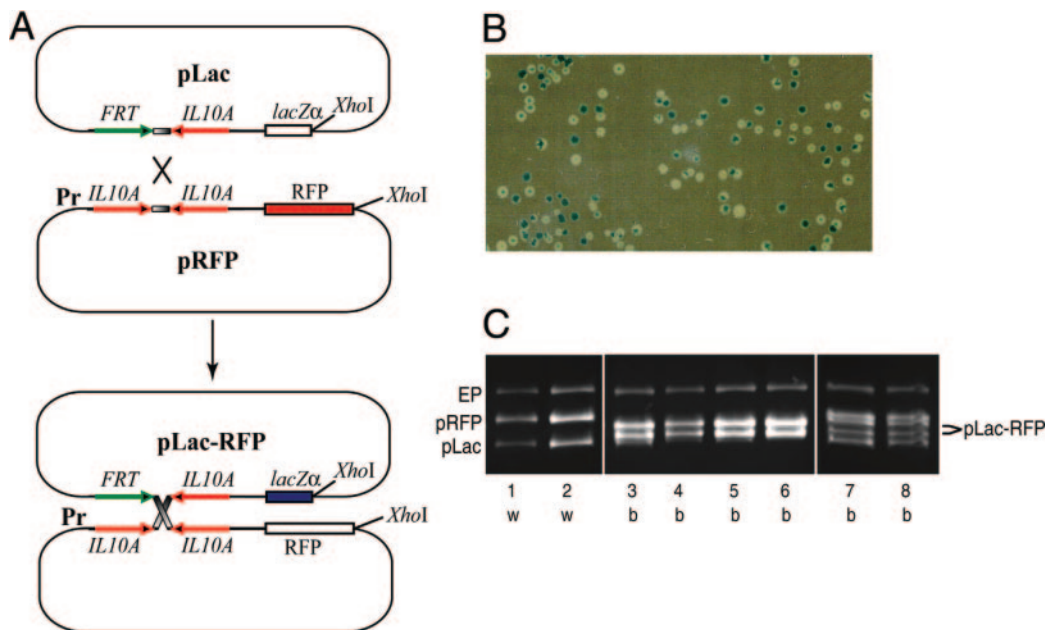 A
pLac
FRT IL10A lacZα XhoI
Pr IL10A IL10A RFP XhoI
pRFP
pLac-RFP
FRT IL10A lacZα XhoI
Pr
IL10A IL10A RFP XhoI
B
C
EP
pRFP
pLac
pLac-RFP
1 2 3 4 5 6 7 8
w w b b b b b b